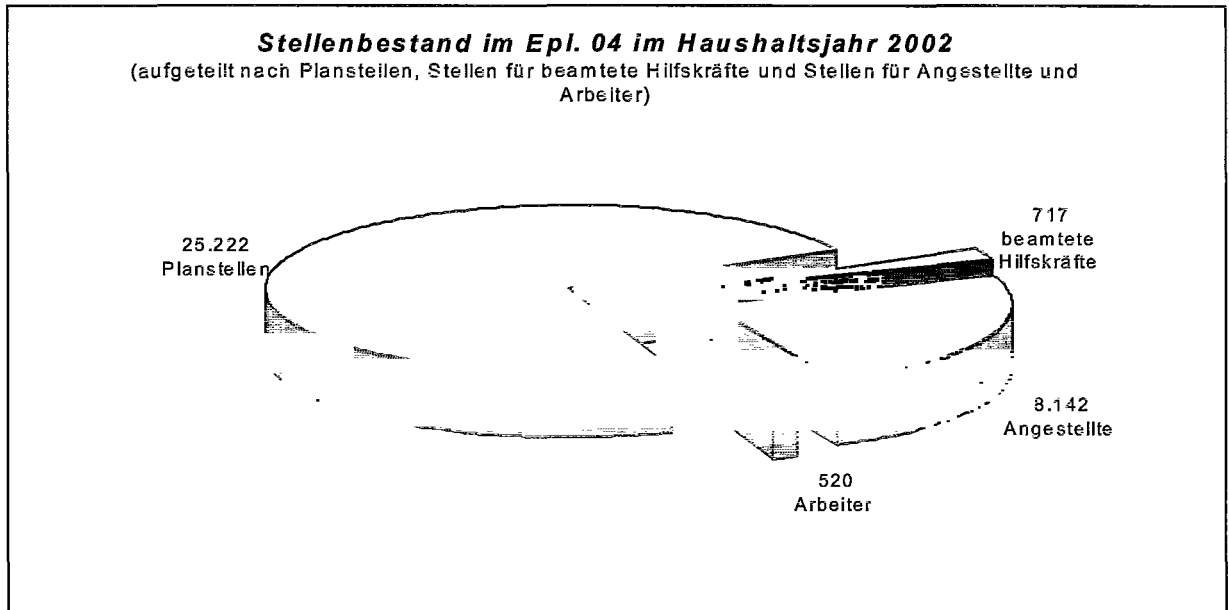 Stellenbestand im Epl. 04 im Haushaltsjahr 2002
(aufgeteilt nach Planstellen, Stellen für beamtete Hilfskräfte und Stellen für Angestellte und
Arbeiter)
25.222
Planstellen
717
beamtete
Hilfskräfte
8.142
Angestellte
520
Arbeiter